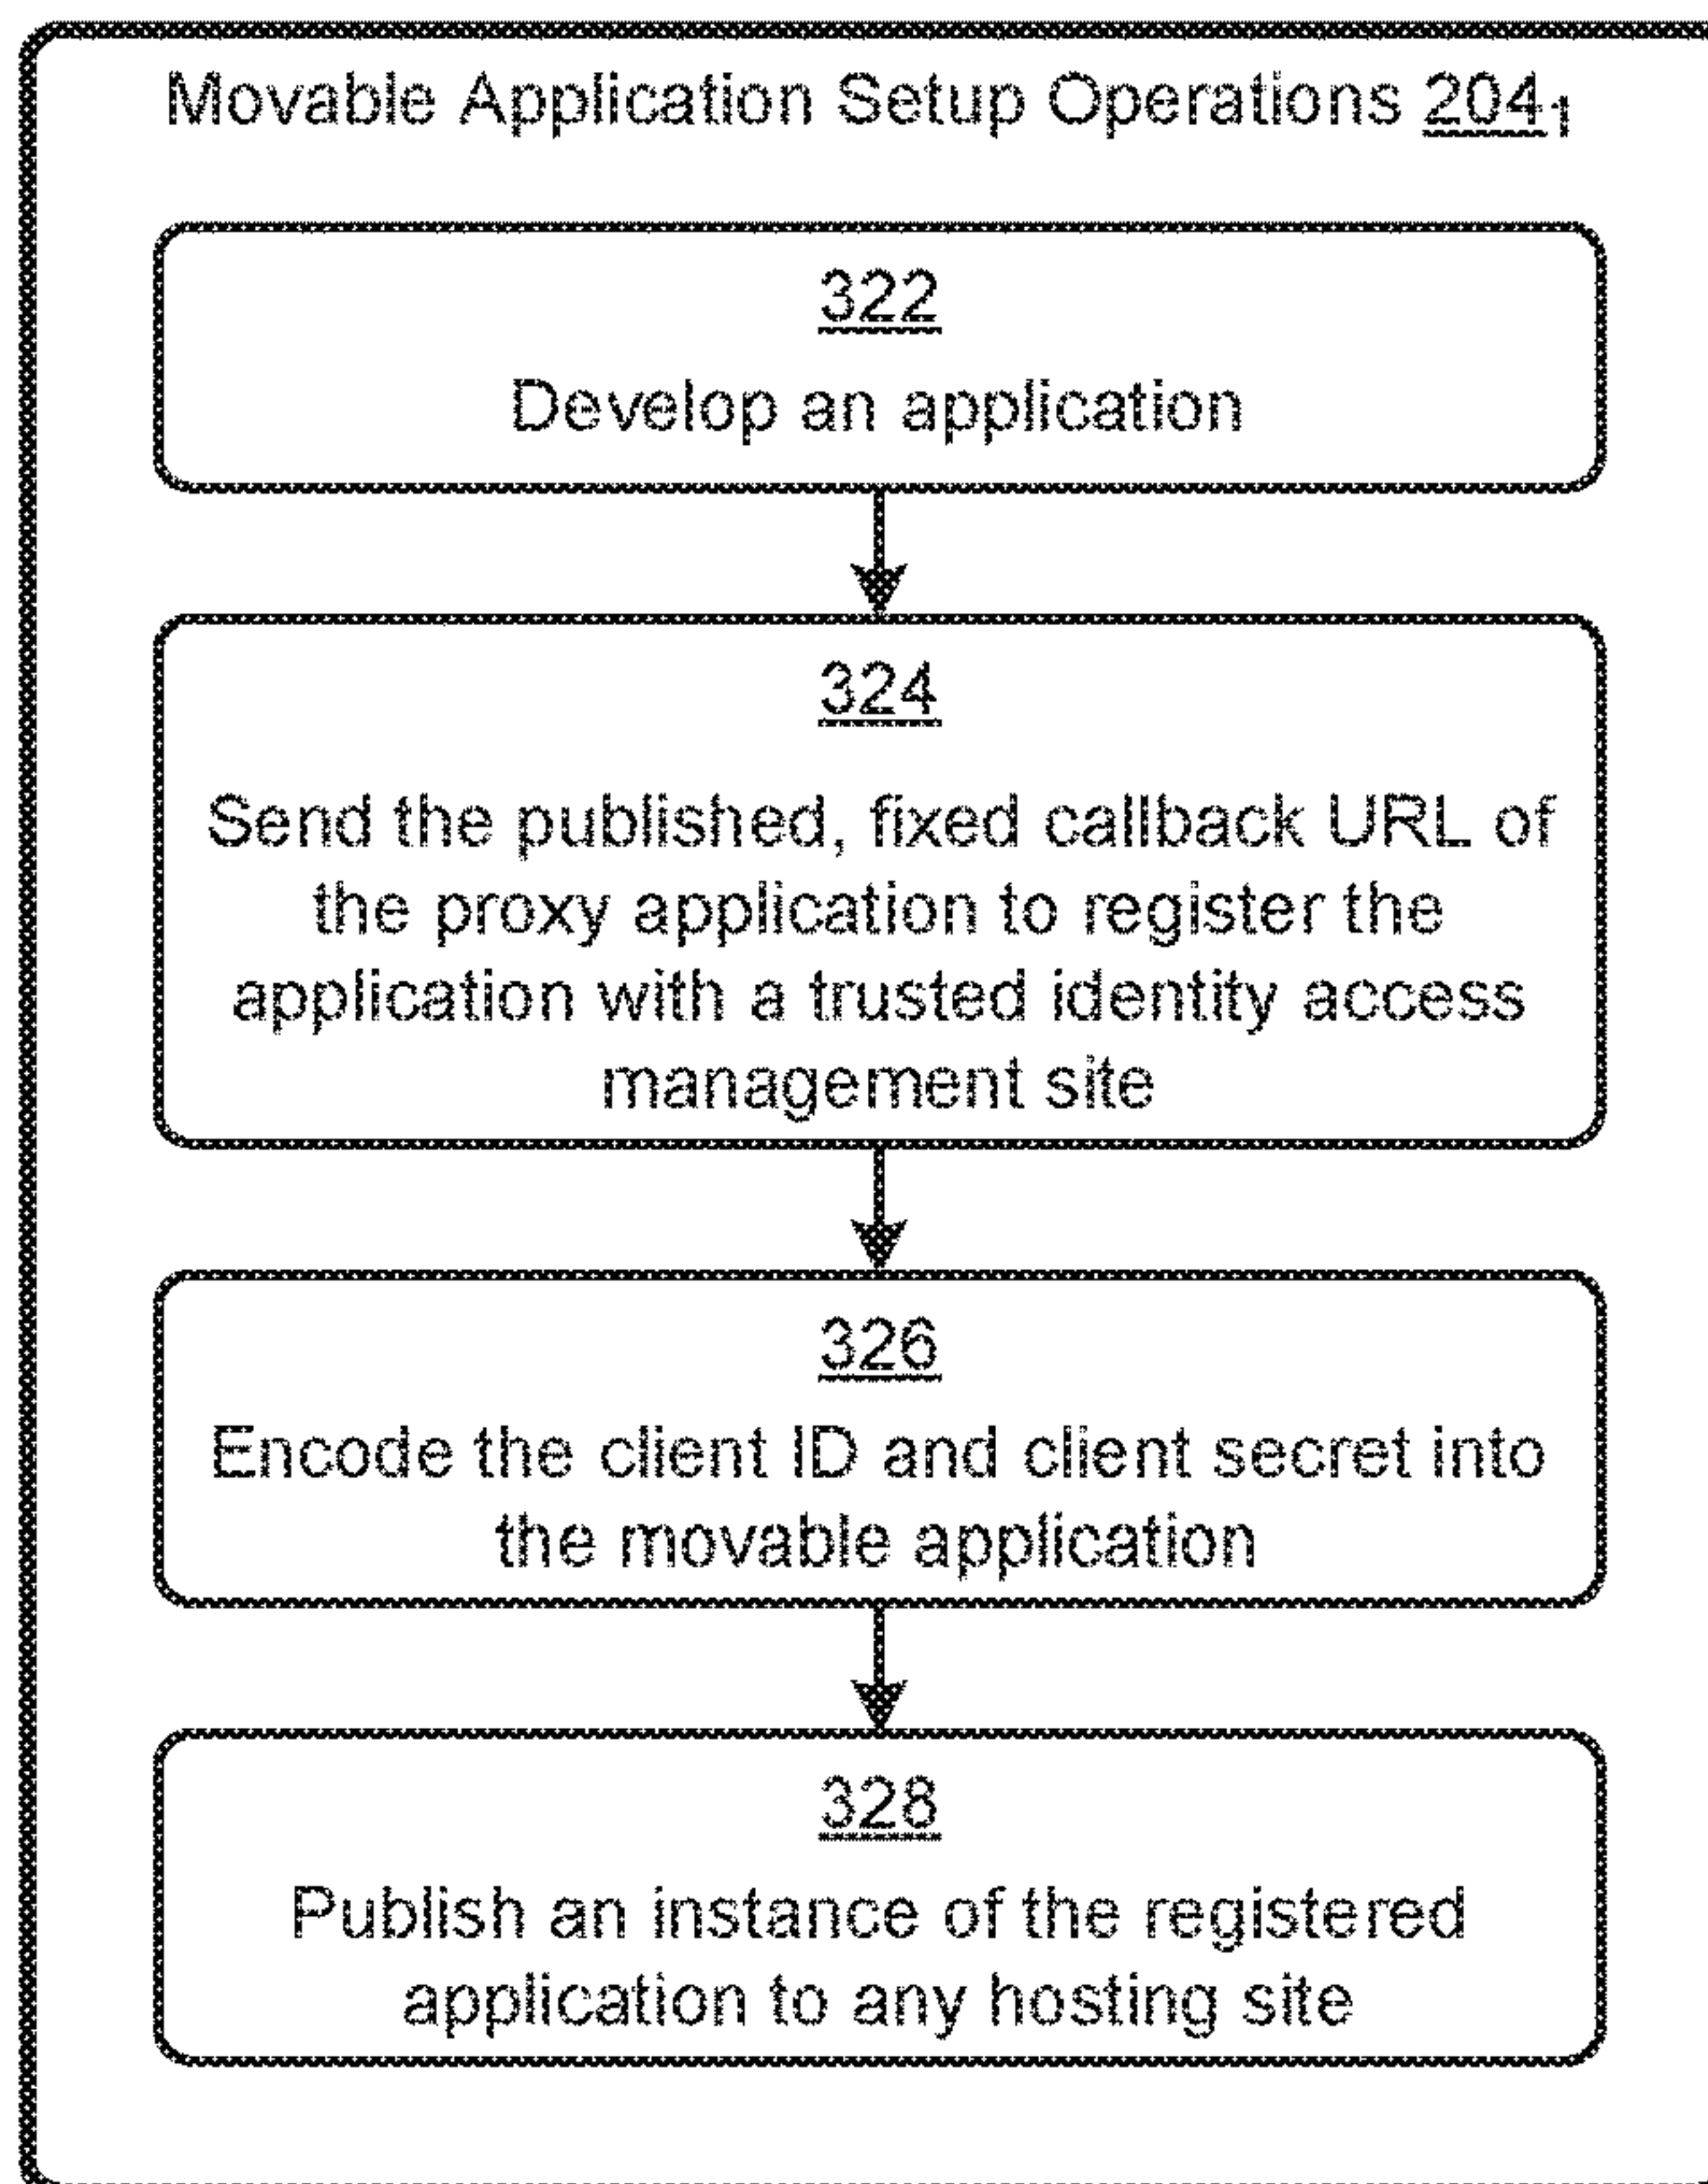 Movable Application Setup Operations 204₁
322
Develop an application
324
Send the published, fixed callback URL of
the proxy application to register the
application with a trusted identity access
management site
326
Encode the client ID and client secret into
the movable application
328
Publish an instance of the registered
application to any hosting site